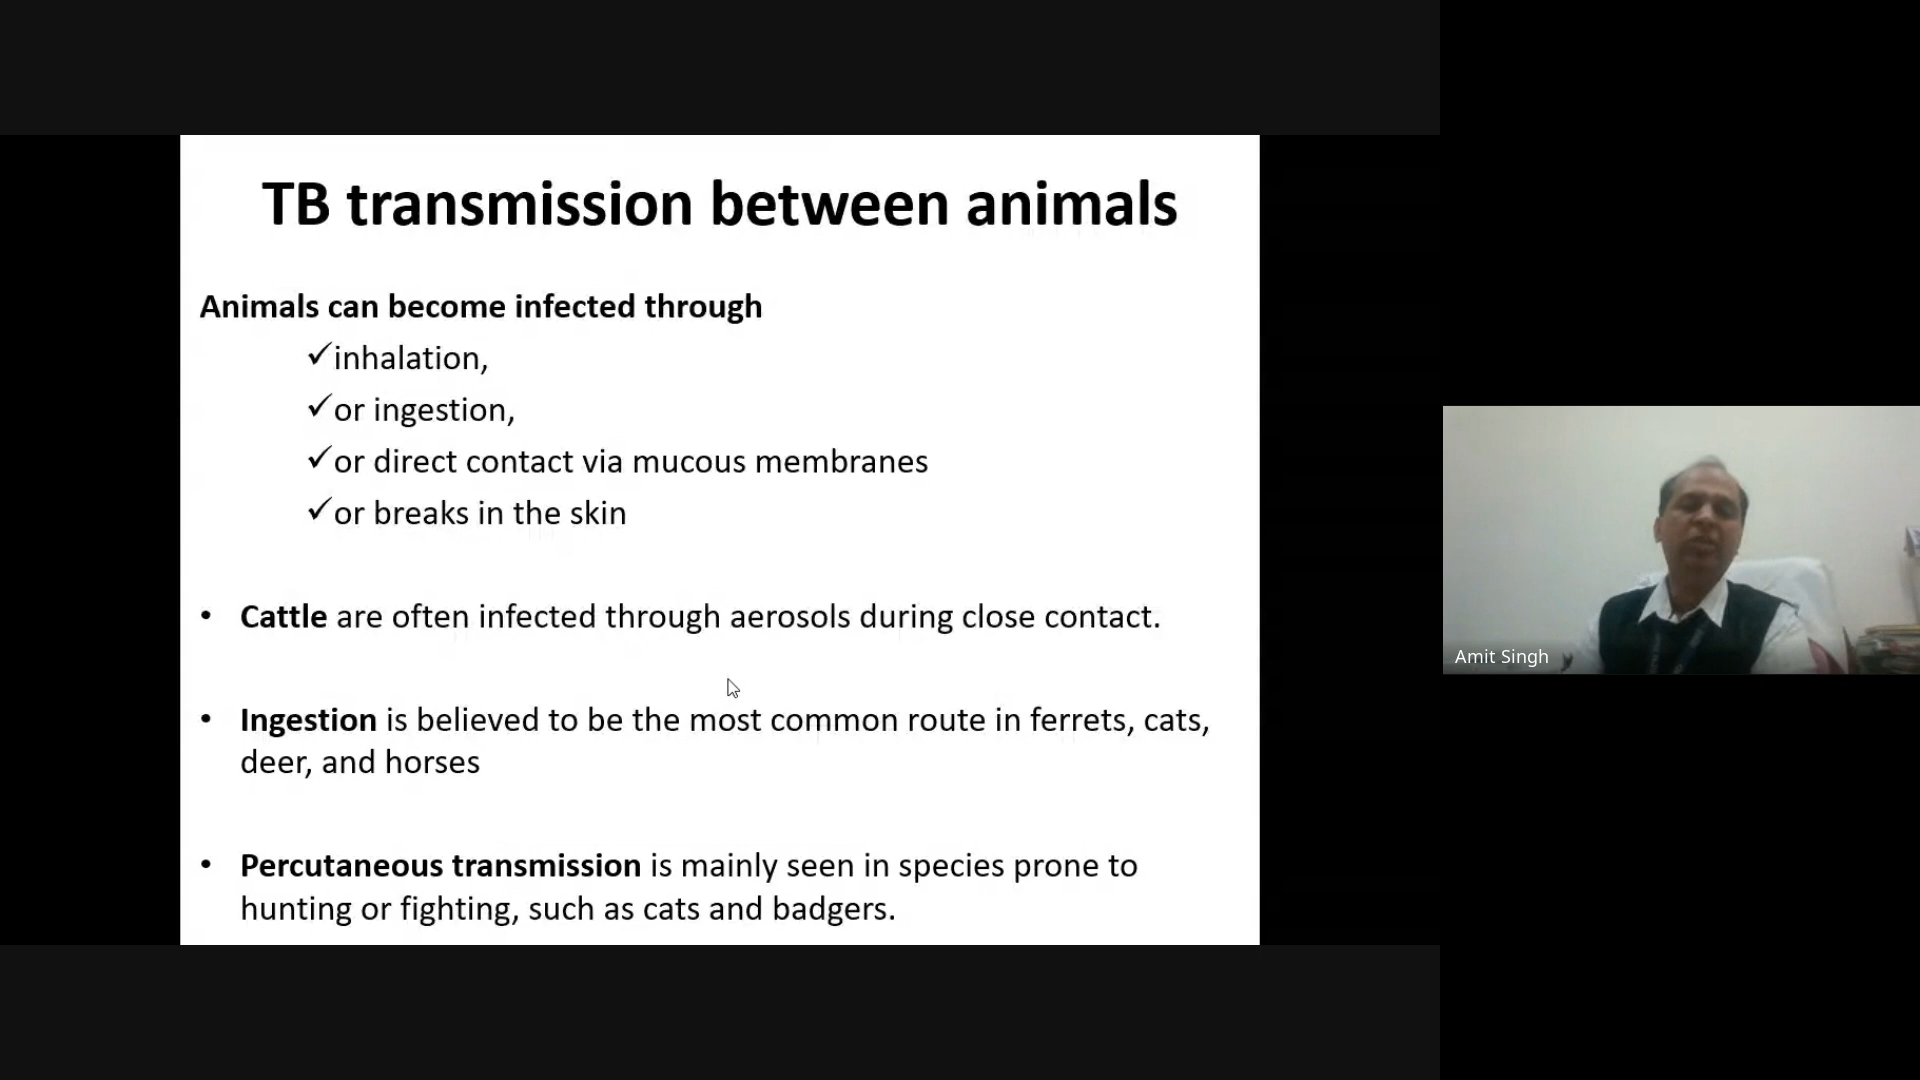 TB transmission between animals
Animals can become infected through
✓inhalation,
✓or ingestion,
✓or direct contact via mucous membranes
✓or breaks in the skin
• Cattle are often infected through aerosols during close contact.
• Ingestion is believed to be the most common route in ferrets, cats,
deer, and horses
• Percutaneous transmission is mainly seen in species prone to
hunting or fighting, such as cats and badgers.
Amit Singh